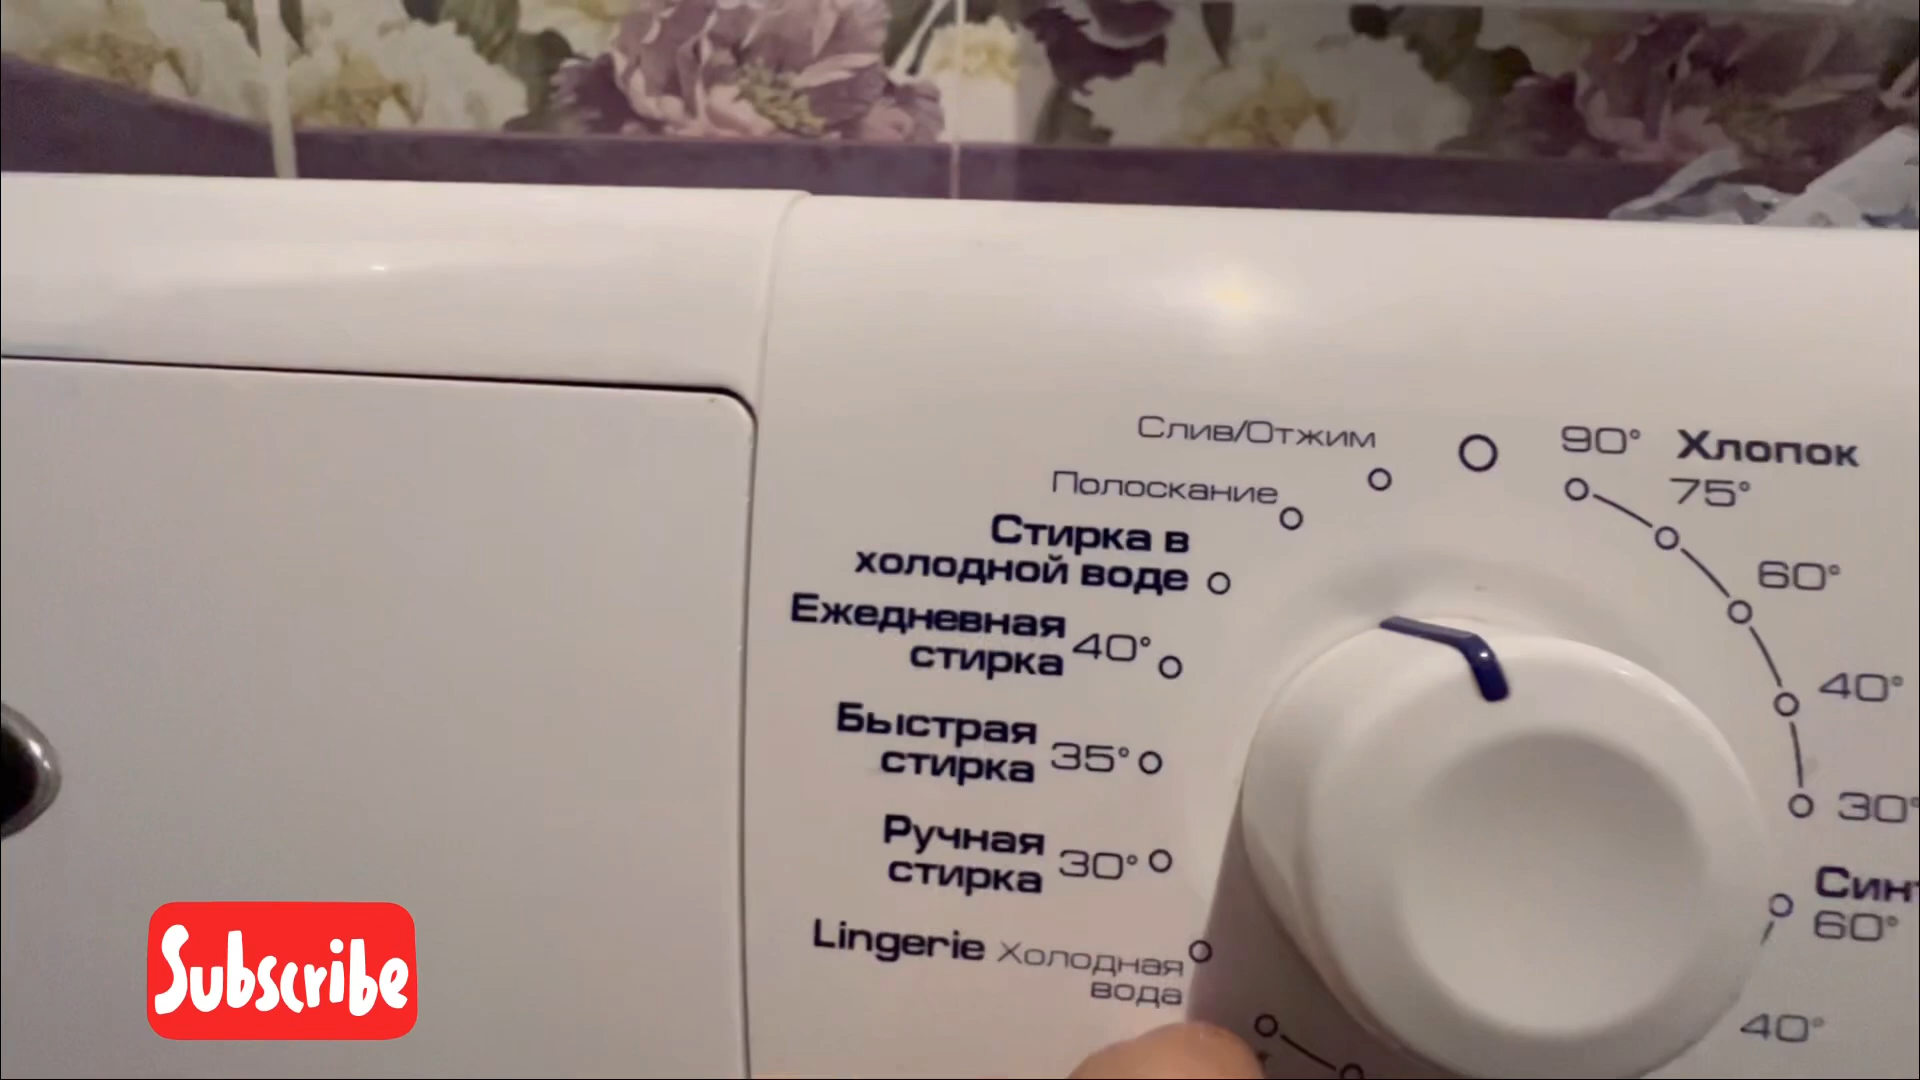 Слив/Отжим
Полоскание
Стирка в
холодной воде
Ежедневная
стирка 40°
Быстрая
стирка 35°
Ручная
стирка 30°
Lingerie Холодная
вода
90° Хлопок
75°
60°
40°
30°
60°
40°
Subscribe